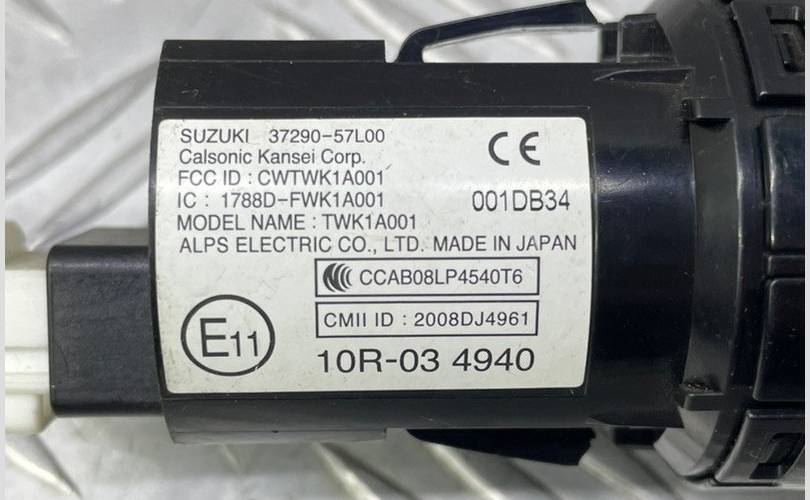 SUZUKI 37290-57L00
Calsonic Kansei Corp.
CE
FCC ID : CWTWK1A001
IC : 1788D-FWK1A001
001DB34
MODEL NAME : TWK1A001
ALPS ELECTRIC CO., LTD. MADE IN JAPAN
CCAB08LP4540T6
CMII ID : 2008DJ4961
E11
10R-03 4940